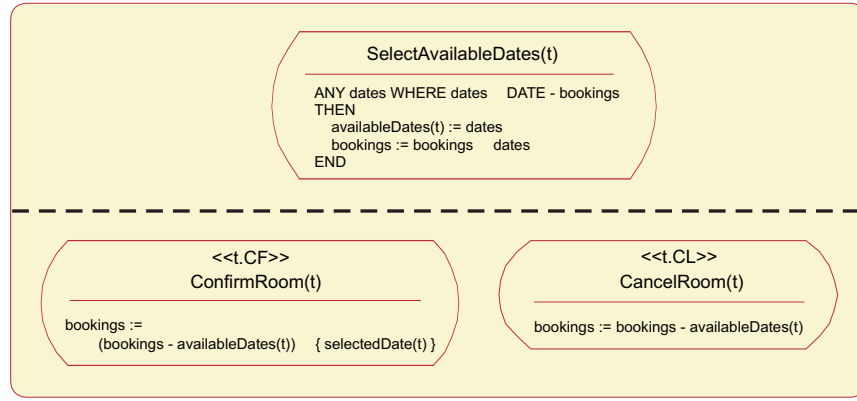 SelectAvailableDates(t)
ANY dates WHERE dates DATE - bookings
THEN
availableDates(t) := dates
bookings := bookings dates
END
<<t.CF>>
ConfirmRoom(t)
bookings :=
(bookings - availableDates(t)) { selectedDate(t) }
<<t.CL>>
CancelRoom(t)
bookings := bookings - availableDates(t)